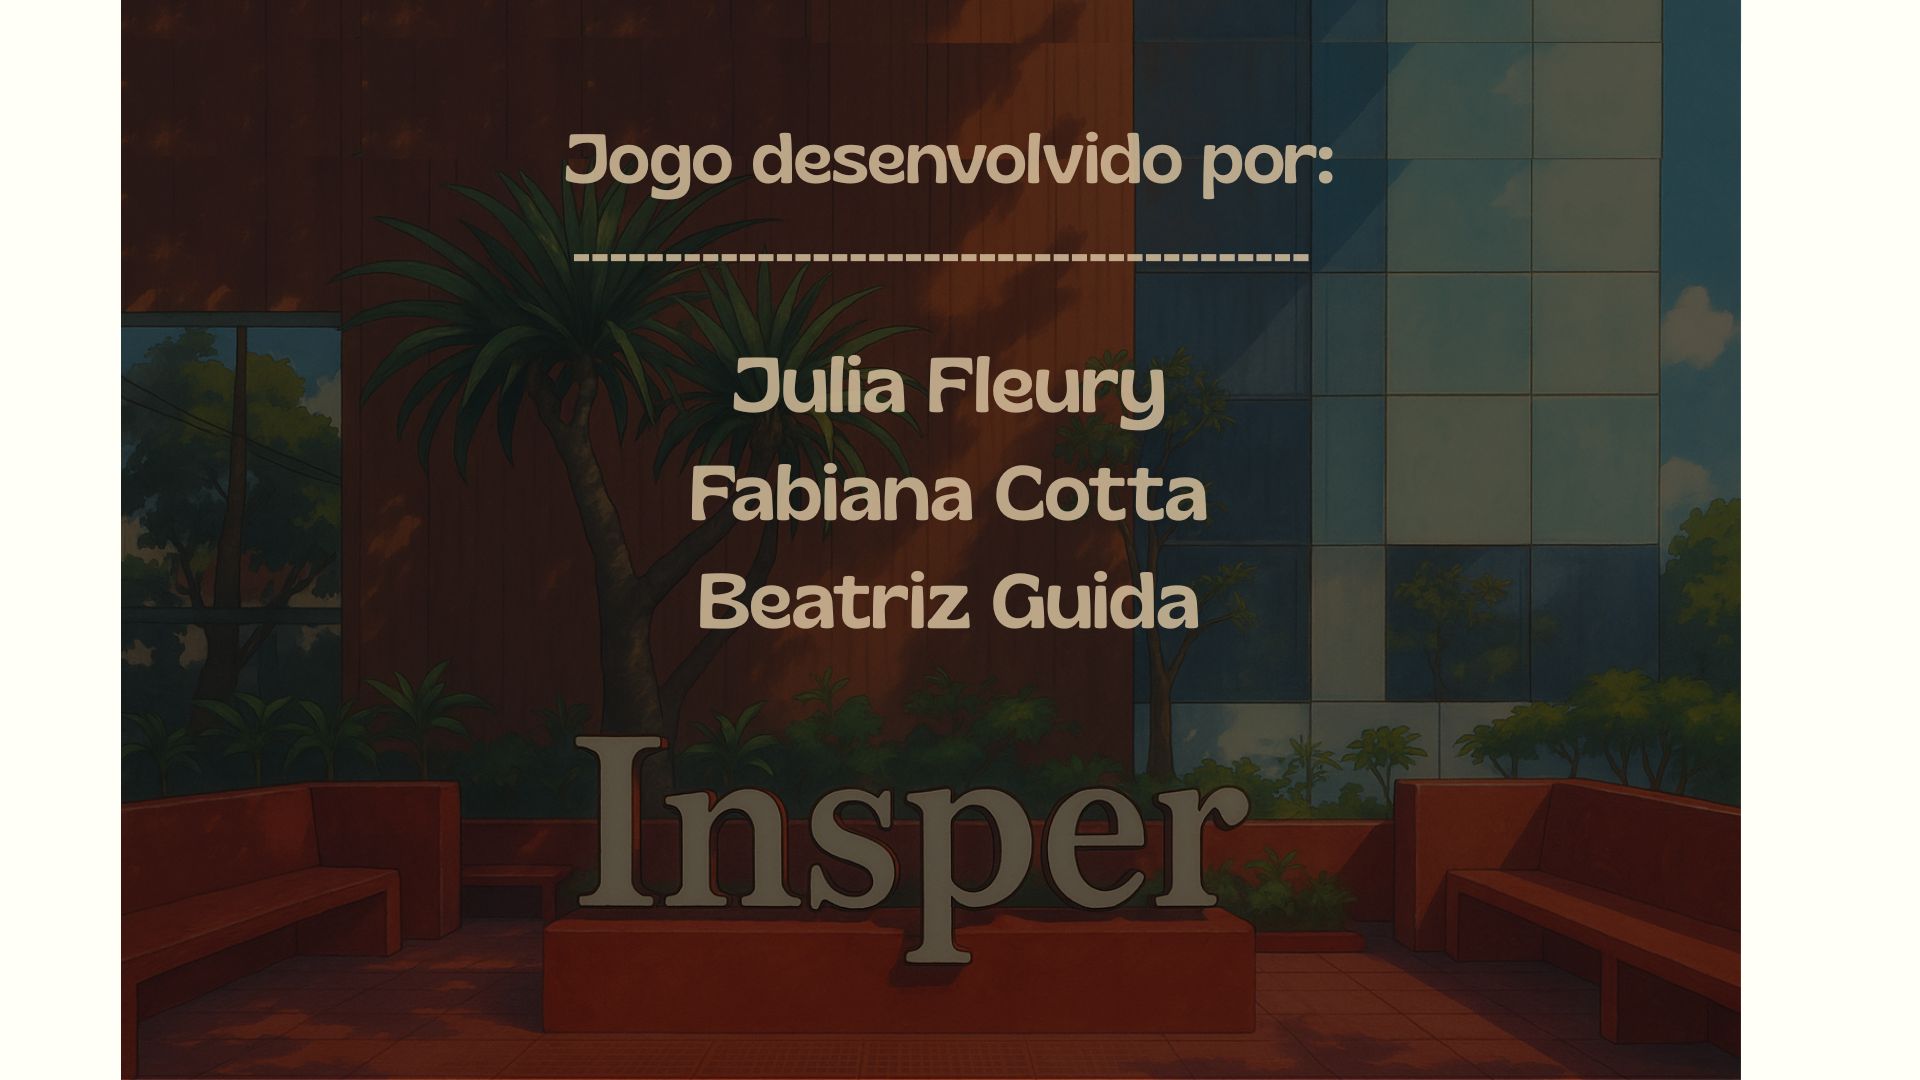 Jogo desenvolvido por:
----------------------------------------
Julia Fleury
Fabiana Cotta
Beatriz Guida
Insper